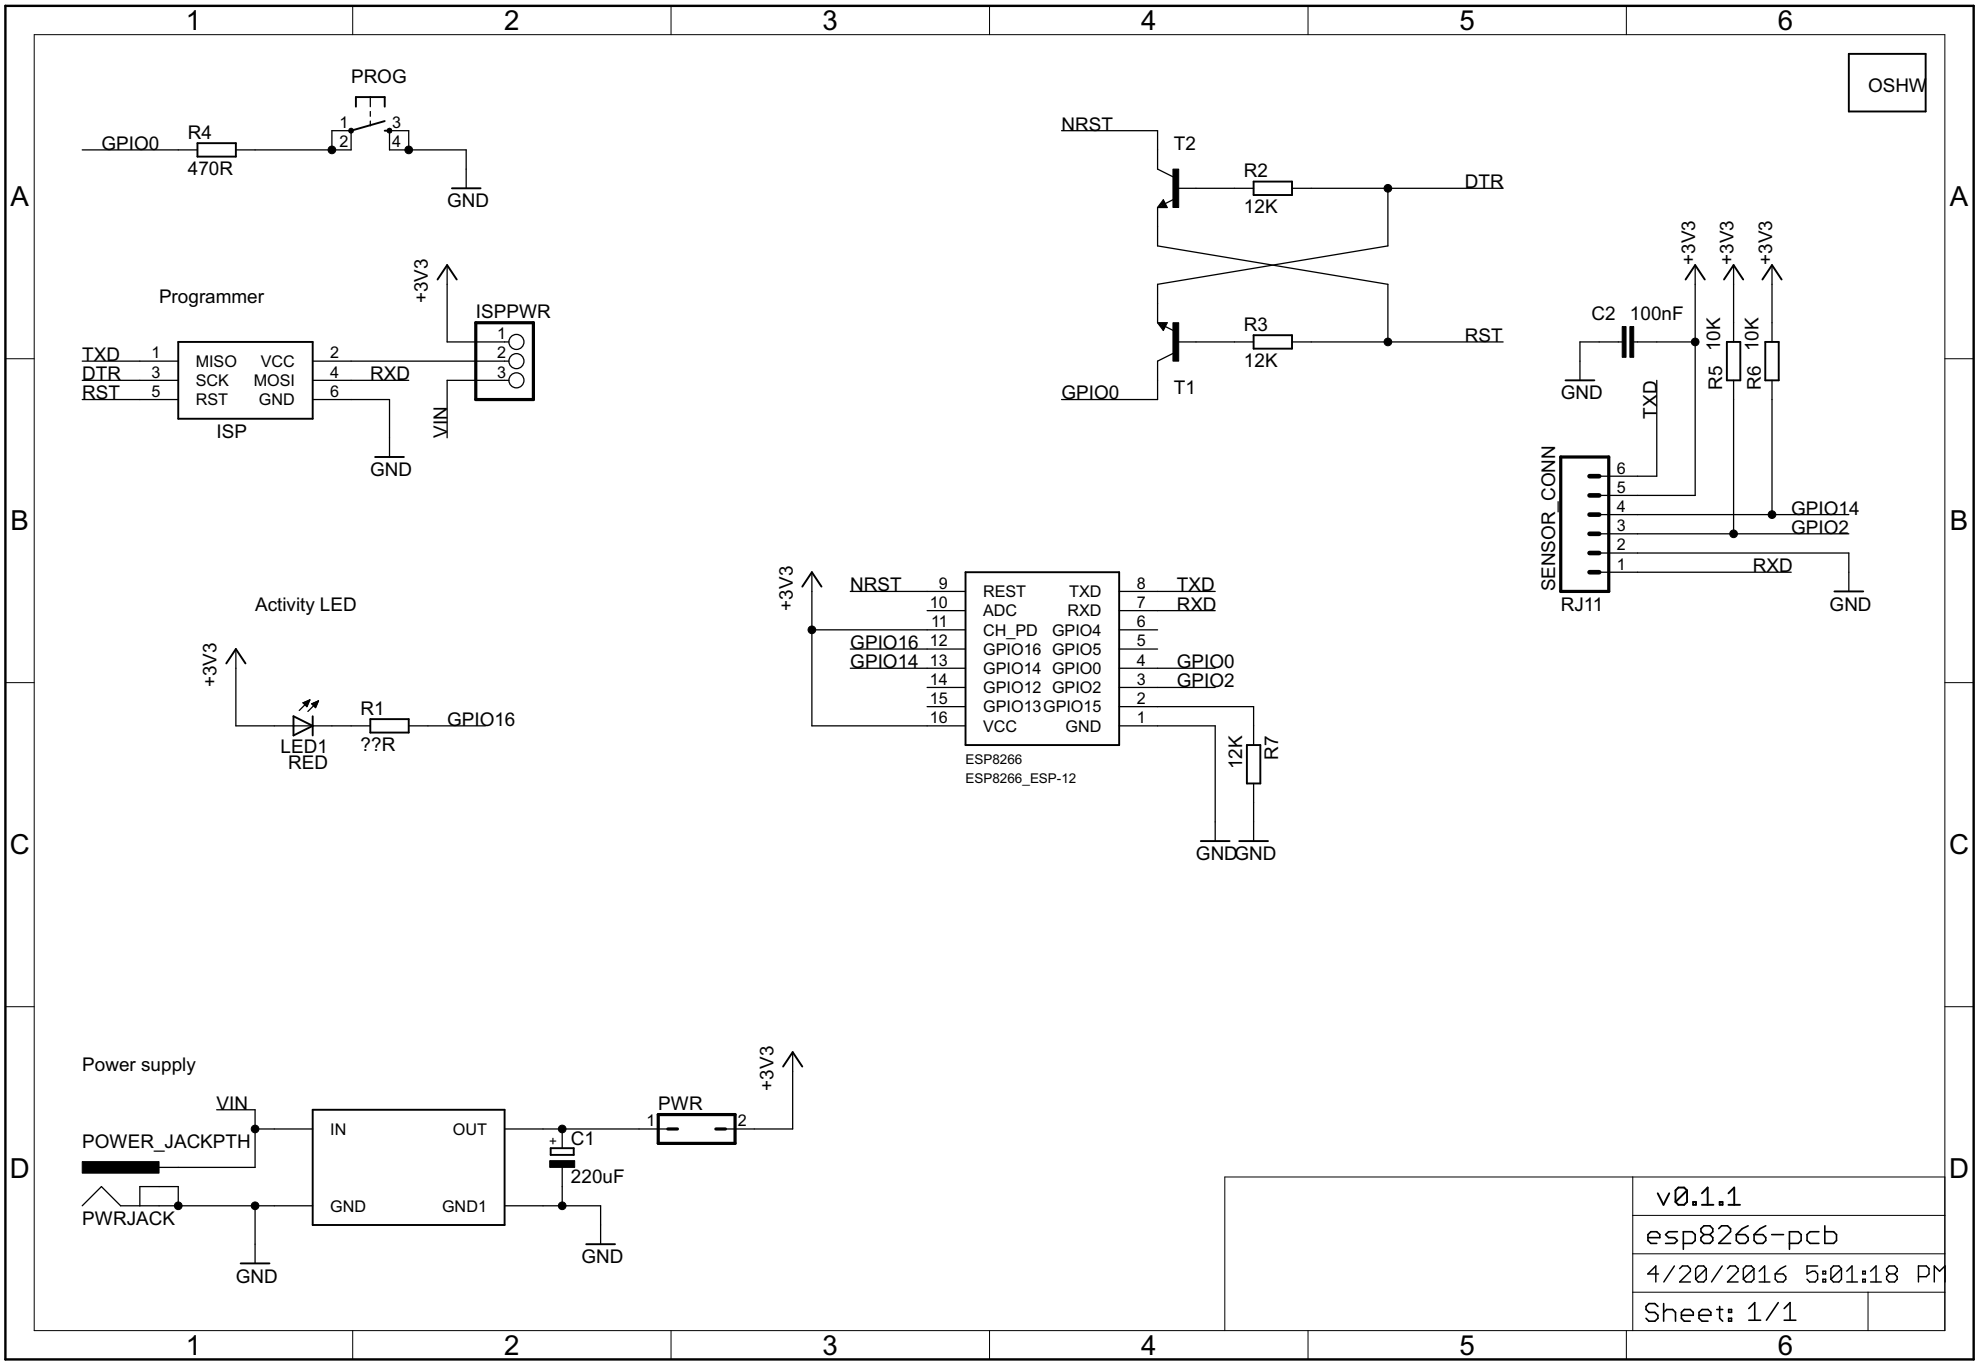 1 2 3 4 5 6
A
B
C
D
A
B
C
D
OSHW
PROG
GPIO0
R4
470R
1
2
3
4
GND
NRST
T2
R2
12K
DTR
R3
12K
RST
T1
GPIO0
Programmer
+3V3
ISPPWR
1
2
3
VIN
TXD 1 MISO VCC 2
DTR 3 SCK MOSI 4 RXD
RST 5 RST GND 6
ISP
GND
+3V3 +3V3 +3V3
C2 100nF
GND
TXD
R5 10K
R6 10K
SENSOR_CONN
6
5
4 GPIO14
3 GPIO2
2
1 RXD
RJ11
GND
Activity LED
+3V3
LED1
RED
R1
??R
GPIO16
+3V3
NRST 9 REST TXD 8 TXD
10 ADC RXD 7 RXD
11 CH_PD GPIO4 6
GPIO16 12 GPIO16 GPIO5 5
GPIO14 13 GPIO14 GPIO0 4 GPIO0
14 GPIO12 GPIO2 3 GPIO2
15 GPIO13 GPIO15 2
16 VCC GND 1
ESP8266
ESP8266_ESP-12
12K
R7
GND GND
Power supply
VIN
POWER_JACKPTH
PWRJACK
GND
IN OUT
GND GND1
+ C1
220uF
GND
PWR
1 2
+3V3
v0.1.1
esp8266-pcb
4/20/2016 5:01:18 PM
Sheet: 1/1
1 2 3 4 5 6